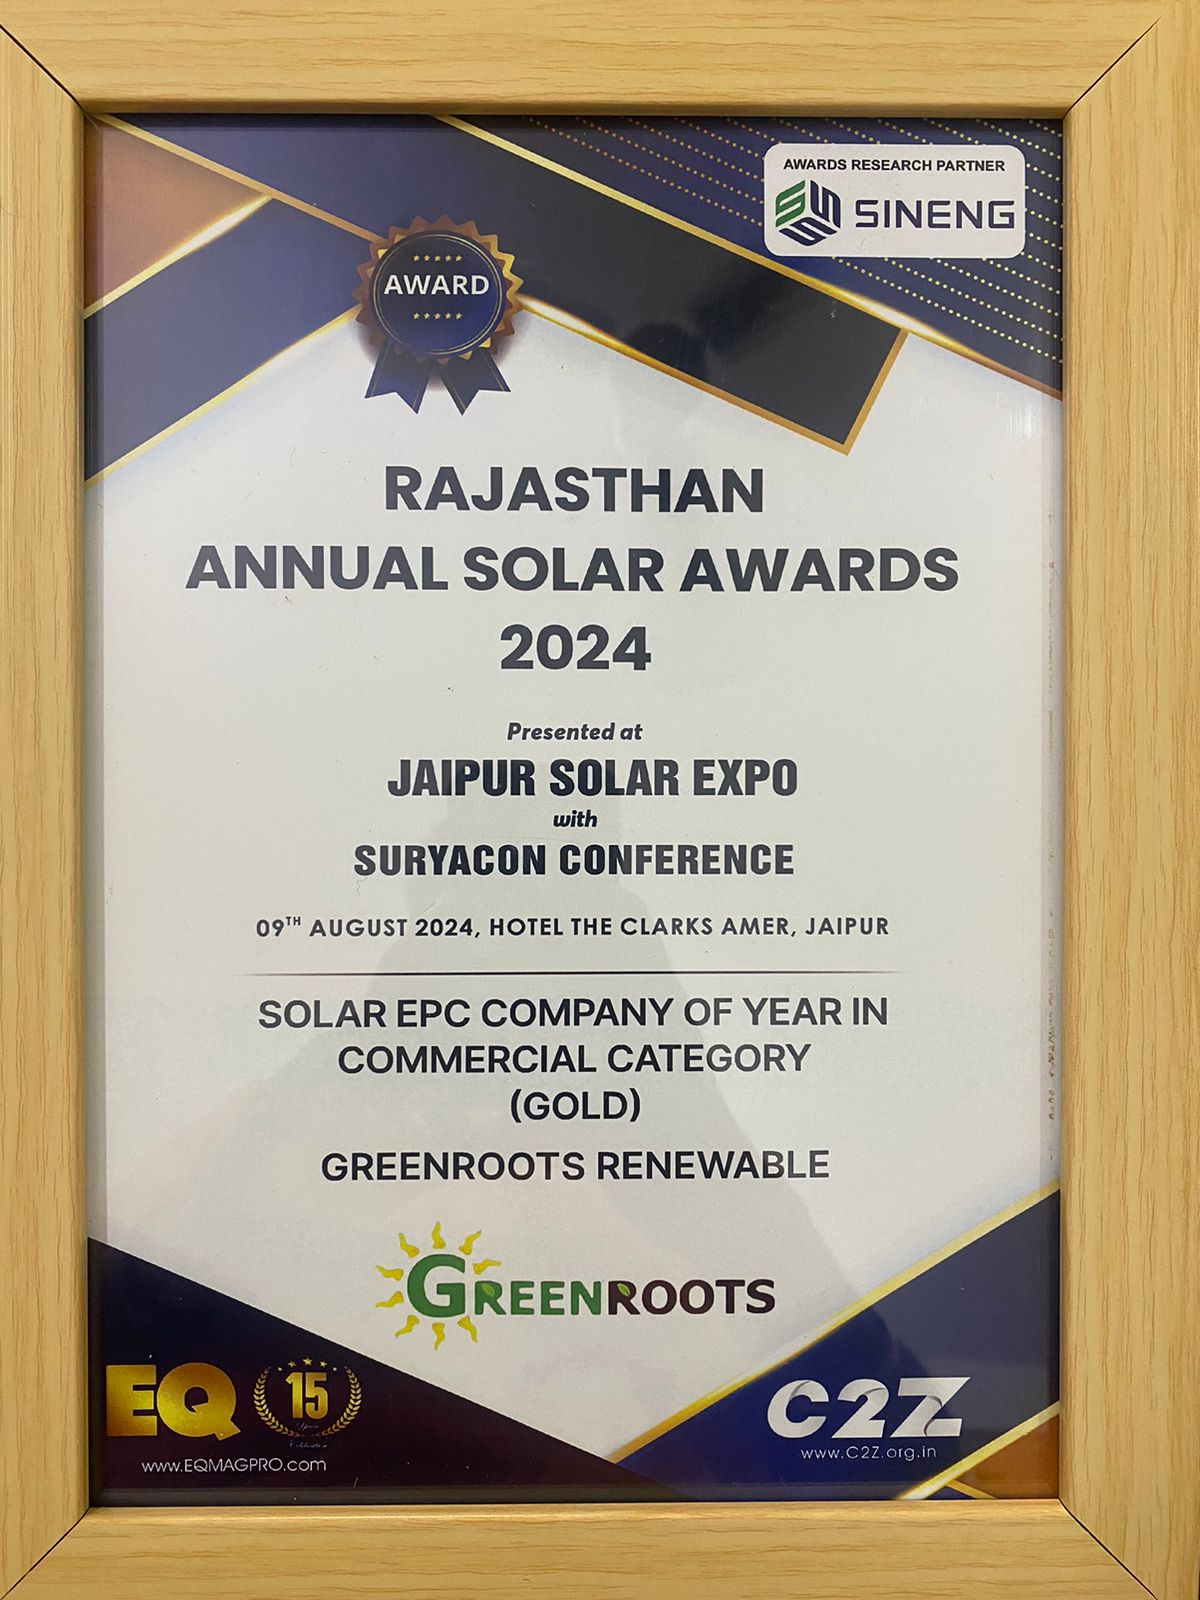 AWARDS RESEARCH PARTNER
SINENG
AWARD
RAJASTHAN
ANNUAL SOLAR AWARDS
2024
Presented at
JAIPUR SOLAR EXPO
with
SURYACON CONFERENCE
09TH AUGUST 2024, HOTEL THE CLARKS AMER, JAIPUR
SOLAR EPC COMPANY OF YEAR IN
COMMERCIAL CATEGORY
(GOLD)
GREENROOTS RENEWABLE
GREENROOTS
EQ
15
Years
Celebration
www.EQMAGPRO.com
C2Z
www.C2Z.org.in